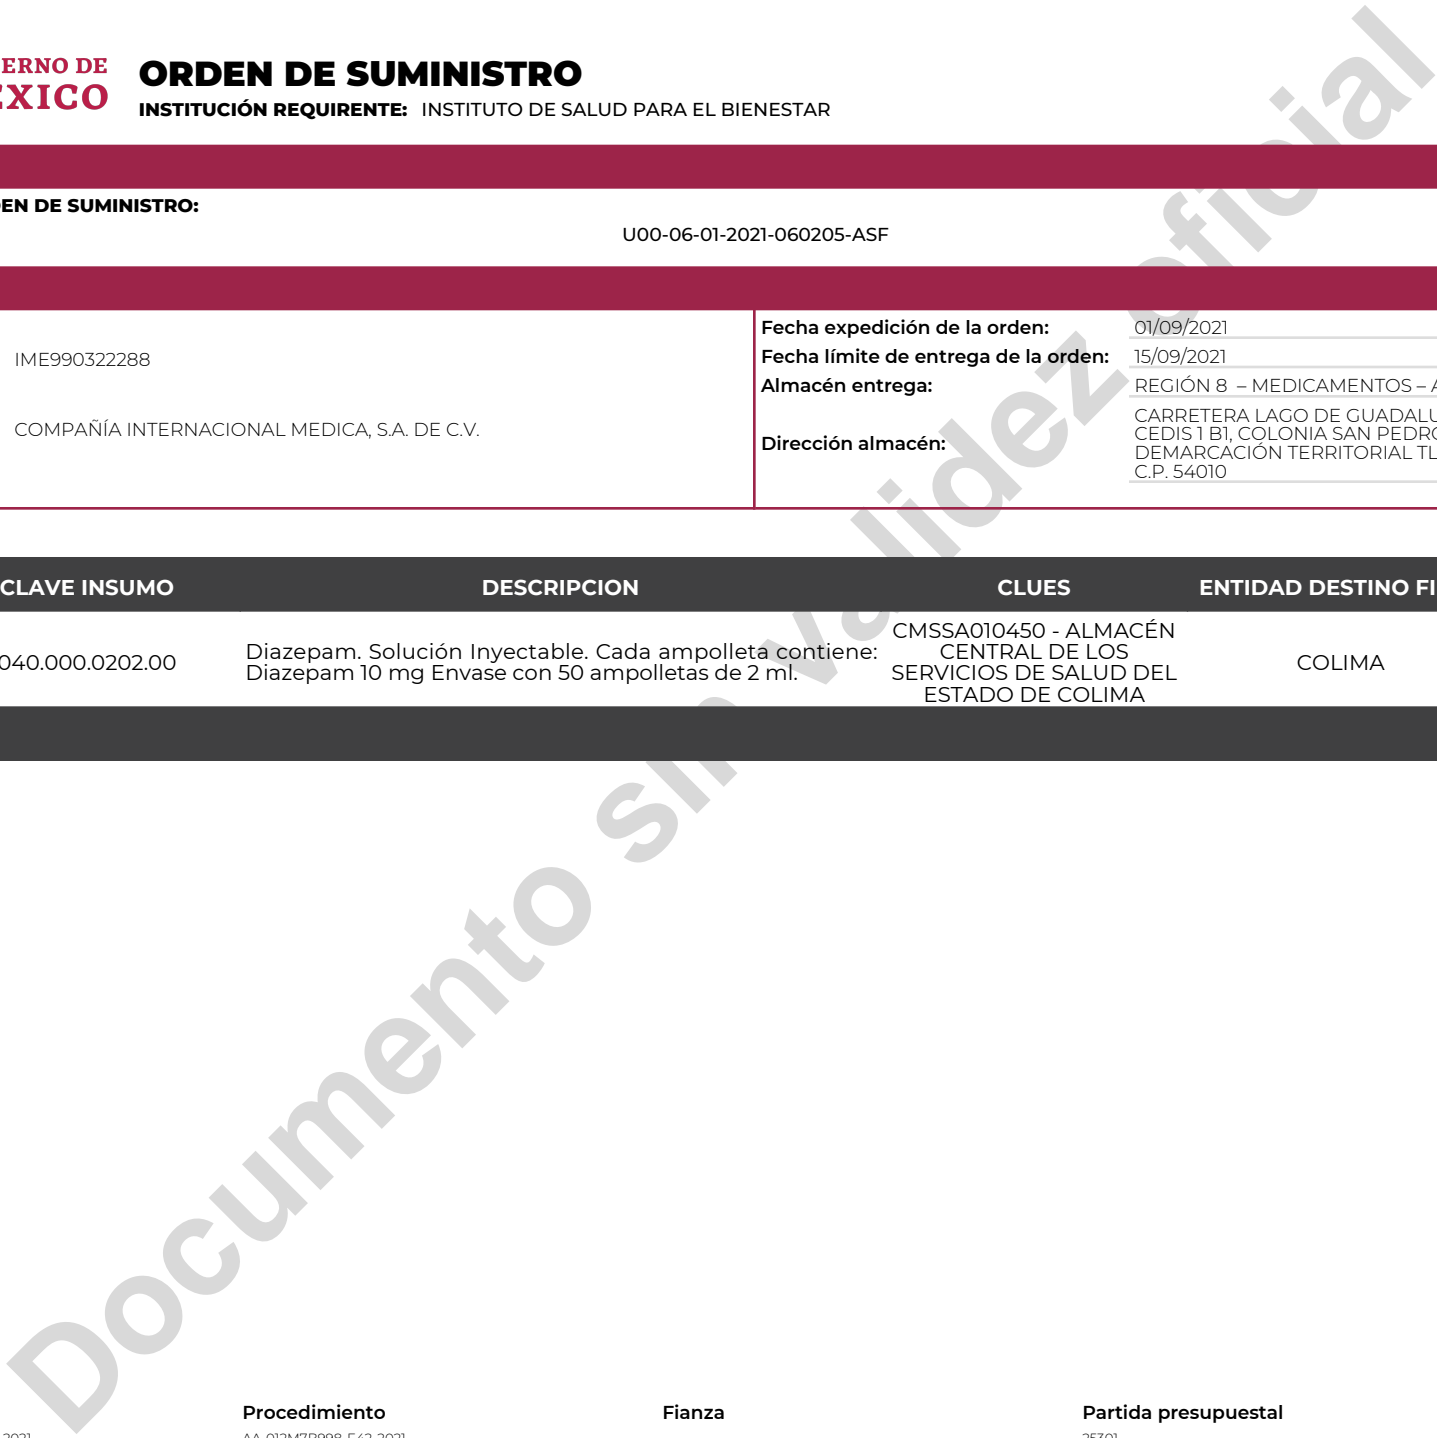 ERNO DE
EXICO
ORDEN DE SUMINISTRO
INSTITUCIÓN REQUIRENTE: INSTITUTO DE SALUD PARA EL BIENESTAR
EN DE SUMINISTRO:
U00-06-01-2021-060205-ASF
IME990322288
COMPAÑÍA INTERNACIONAL MEDICA, S.A. DE C.V.
Fecha expedición de la orden: 01/09/2021
Fecha límite de entrega de la orden: 15/09/2021
Almacén entrega: REGIÓN 8 – MEDICAMENTOS – A
Dirección almacén:
CARRETERA LAGO DE GUADALU
CEDIS 1 B1, COLONIA SAN PEDRO
DEMARCACIÓN TERRITORIAL TL
C.P. 54010
CLAVE INSUMO DESCRIPCION CLUES ENTIDAD DESTINO FI
040.000.0202.00
Diazepam. Solución Inyectable. Cada ampolleta contiene:
Diazepam 10 mg Envase con 50 ampolletas de 2 ml.
CMSSA010450 - ALMACÉN
CENTRAL DE LOS
SERVICIOS DE SALUD DEL
ESTADO DE COLIMA
COLIMA
Documento sin validez oficial
Procedimiento Fianza Partida presupuestal